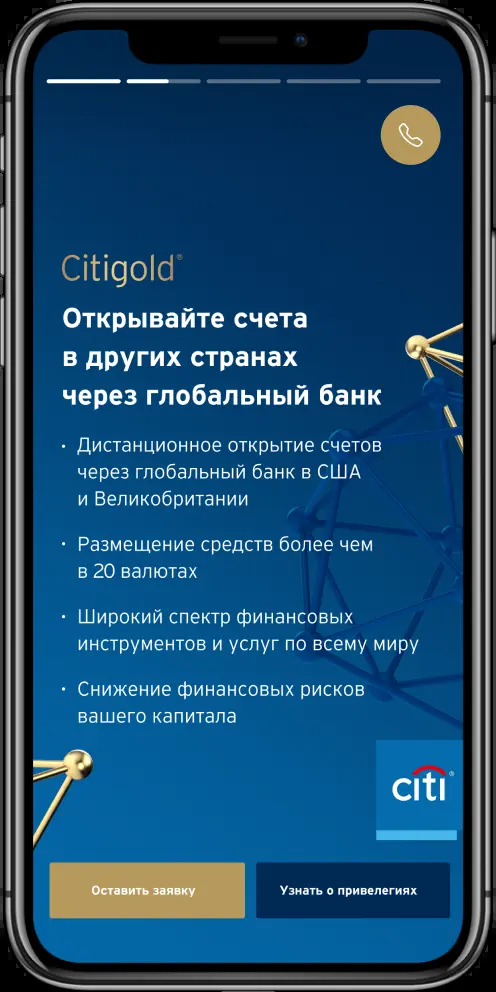 Citigold®
Открывайте счета
в других странах
через глобальный банк
· Дистанционное открытие счетов
через глобальный банк в США
и Великобритании
· Размещение средств более чем
в 20 валютах
· Широкий спектр финансовых
инструментов и услуг по всему миру
· Снижение финансовых рисков
вашего капитала
citi®
Оставить заявку
Узнать о привелегиях